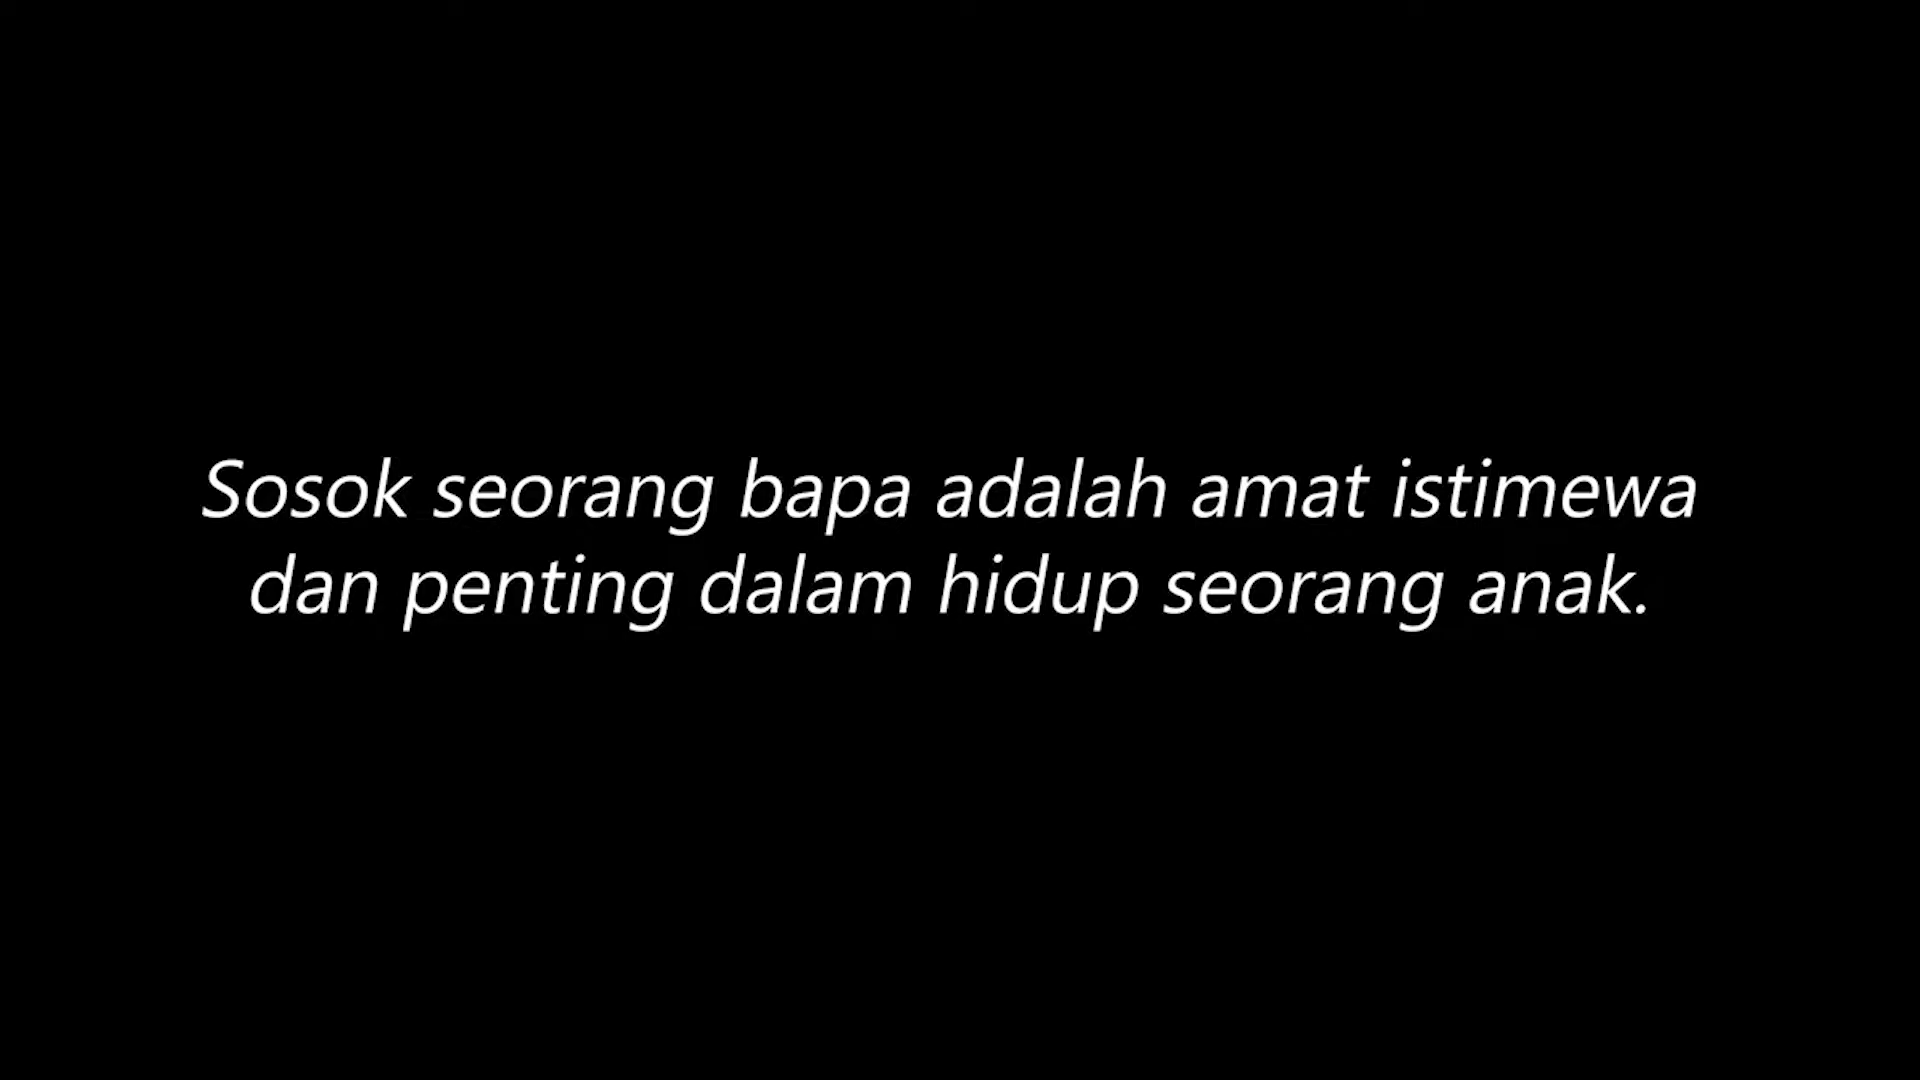 Sosok seorang bapa adalah amat istimewa
dan penting dalam hidup seorang anak.